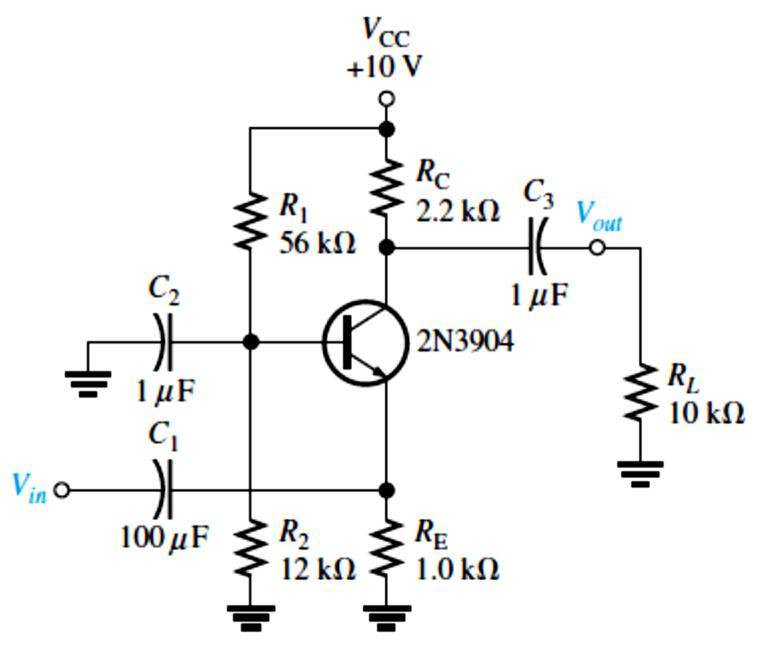 V_CC
+10 V
R_C
2.2 kΩ
C_3
V_out
R_1
56 kΩ
1 μF
C_2
2N3904
1 μF
R_L
10 kΩ
C_1
V_in
100 μF
R_2
12 kΩ
R_E
1.0 kΩ